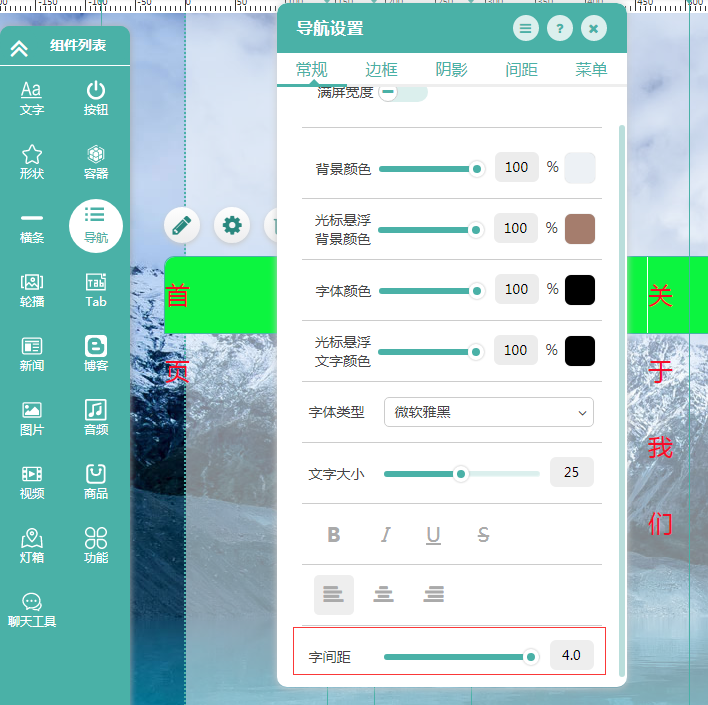 -150
-100
-50
0
50
450
500
组件列表
Aa
文字
按钮
形状
容器
横条
导航
轮播
Tab
Tab
新闻
博客
图片
音频
视频
商品
灯箱
功能
聊天工具
首
页
导航设置
?
常规
边框
阴影
间距
菜单
满屏宽度
背景颜色
100
%
光标悬浮
背景颜色
100
%
字体颜色
100
%
光标悬浮
文字颜色
100
%
字体类型
微软雅黑
文字大小
25
B
I
U
S
字间距
4.0
关
于
我
们